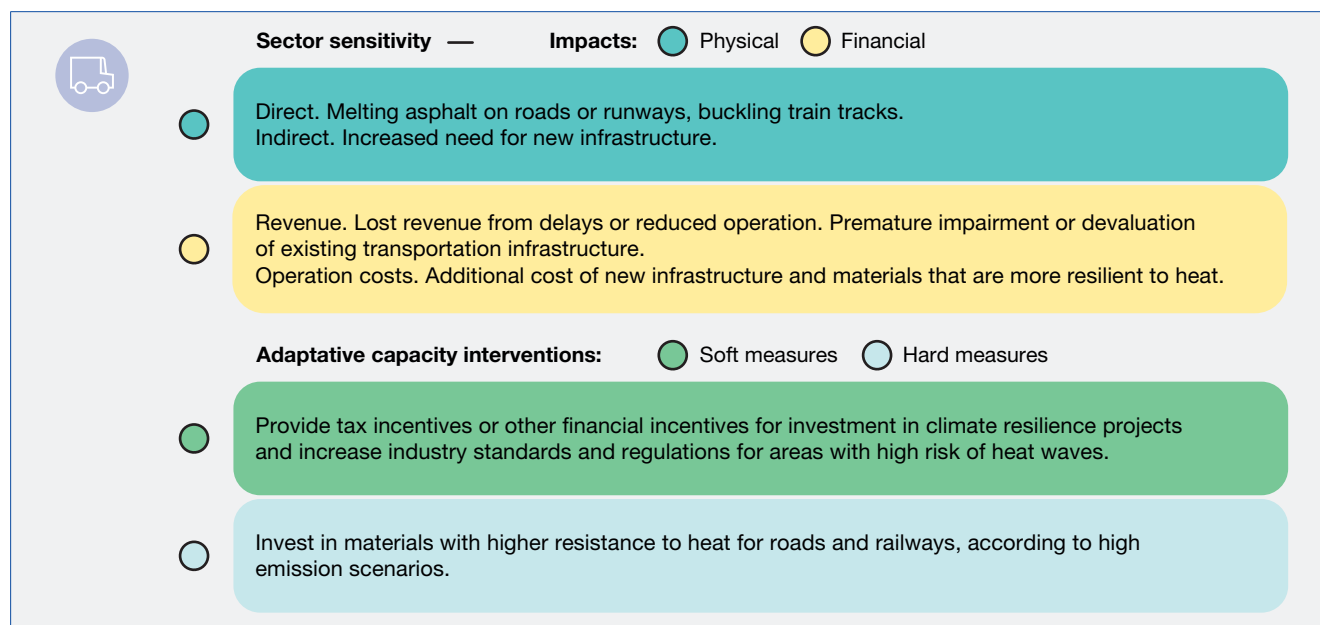 Sector sensitivity — Impacts: Physical Financial
Direct. Melting asphalt on roads or runways, buckling train tracks.
Indirect. Increased need for new infrastructure.
Revenue. Lost revenue from delays or reduced operation. Premature impairment or devaluation
of existing transportation infrastructure.
Operation costs. Additional cost of new infrastructure and materials that are more resilient to heat.
Adaptative capacity interventions: Soft measures Hard measures
Provide tax incentives or other financial incentives for investment in climate resilience projects
and increase industry standards and regulations for areas with high risk of heat waves.
Invest in materials with higher resistance to heat for roads and railways, according to high
emission scenarios.